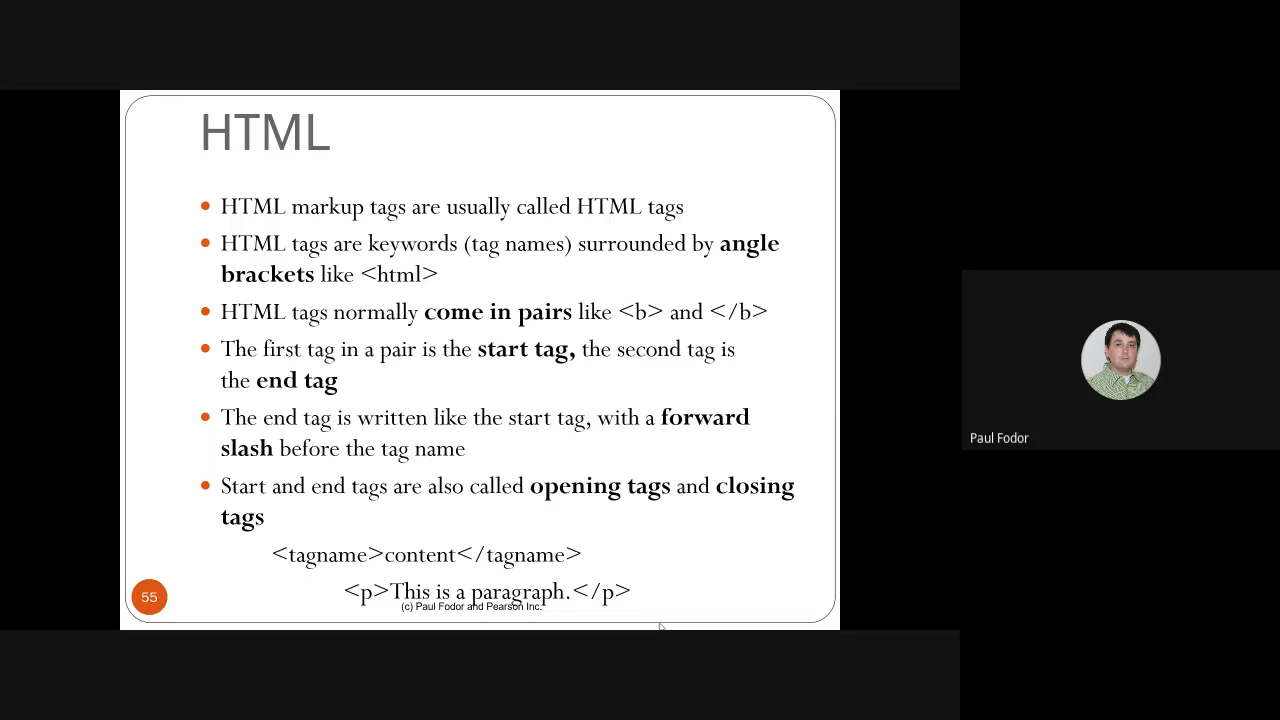 HTML
• HTML markup tags are usually called HTML tags
• HTML tags are keywords (tag names) surrounded by angle
brackets like <html>
• HTML tags normally come in pairs like <b> and </b>
• The first tag in a pair is the start tag, the second tag is
the end tag
• The end tag is written like the start tag, with a forward
slash before the tag name
• Start and end tags are also called opening tags and closing
tags
<tagname>content</tagname>
<p>This is a paragraph.</p>
55
(c) Paul Fodor and Pearson Inc.
Paul Fodor